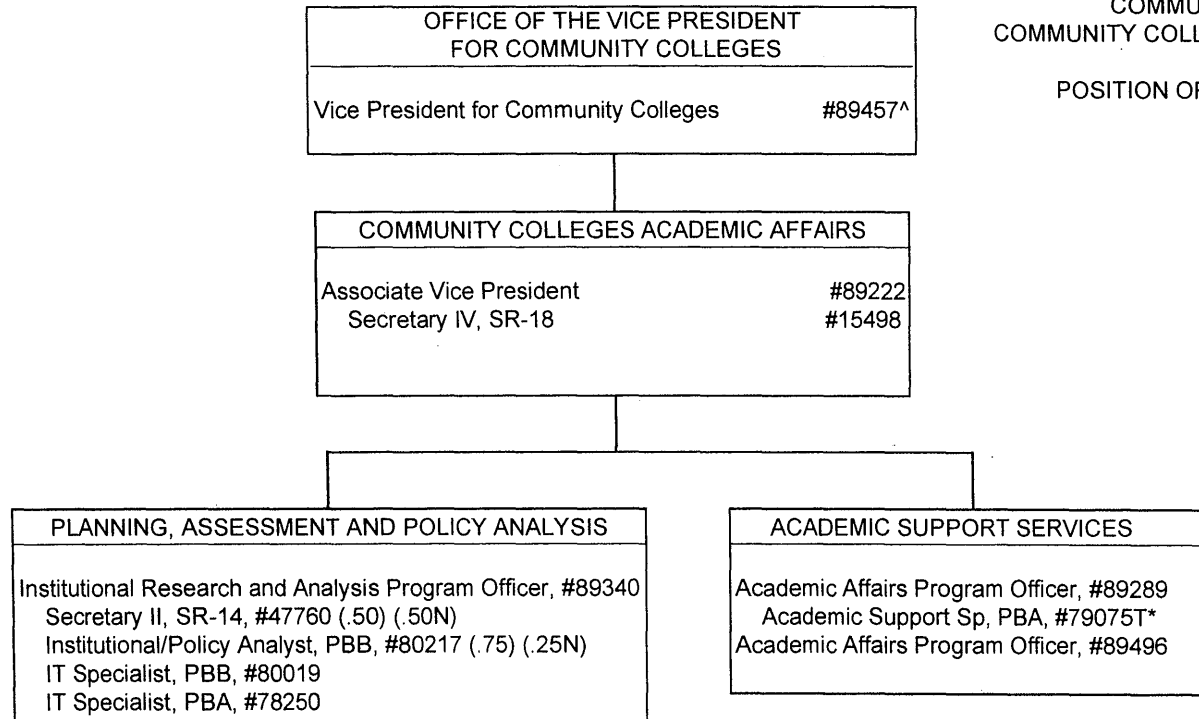 OFFICE OF THE VICE PRESIDENT
FOR COMMUNITY COLLEGES
Vice President for Community Colleges #89457^
COMMUNITY COLLEGES ACADEMIC AFFAIRS
Associate Vice President #89222
Secretary IV, SR-18 #15498
PLANNING, ASSESSMENT AND POLICY ANALYSIS
Institutional Research and Analysis Program Officer, #89340
Secretary II, SR-14, #47760 (.50) (.50N)
Institutional/Policy Analyst, PBB, #80217 (.75) (.25N)
IT Specialist, PBB, #80019
IT Specialist, PBA, #78250
ACADEMIC SUPPORT SERVICES
Academic Affairs Program Officer, #89289
Academic Support Sp, PBA, #79075T*
Academic Affairs Program Officer, #89496
COMMUNITY
POSITION